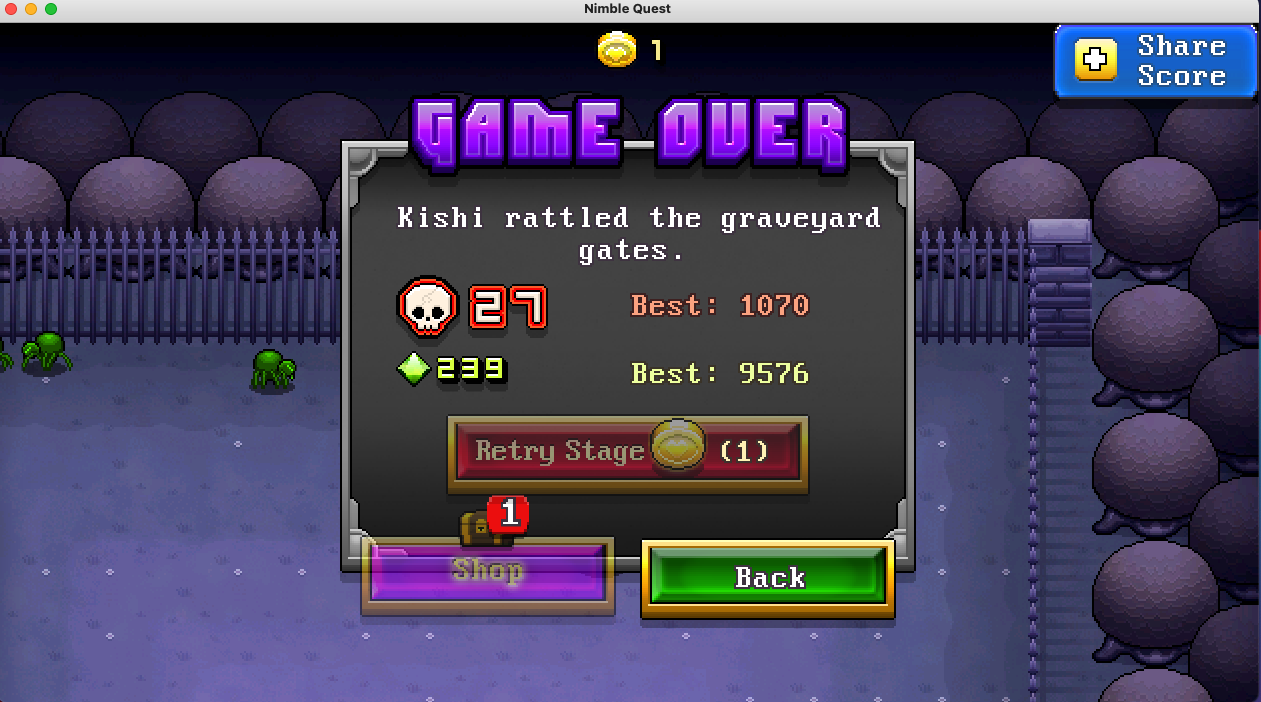 Nimble Quest
1
Share
Score
GAME OVER
Kishi rattled the graveyard
gates.
27 Best: 1070
239 Best: 9576
Retry Stage (1)
1
Shop
Back